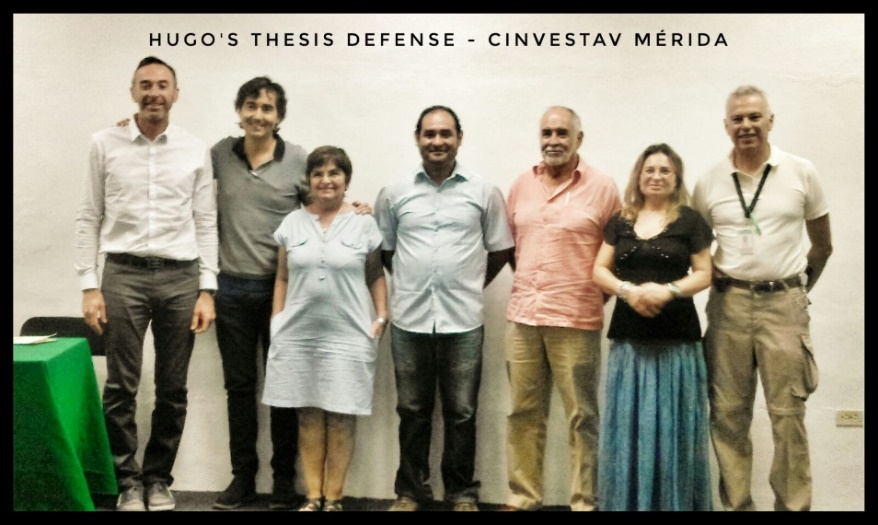 HUGO'S THESIS DEFENSE - CINVESTAV MÉRIDA